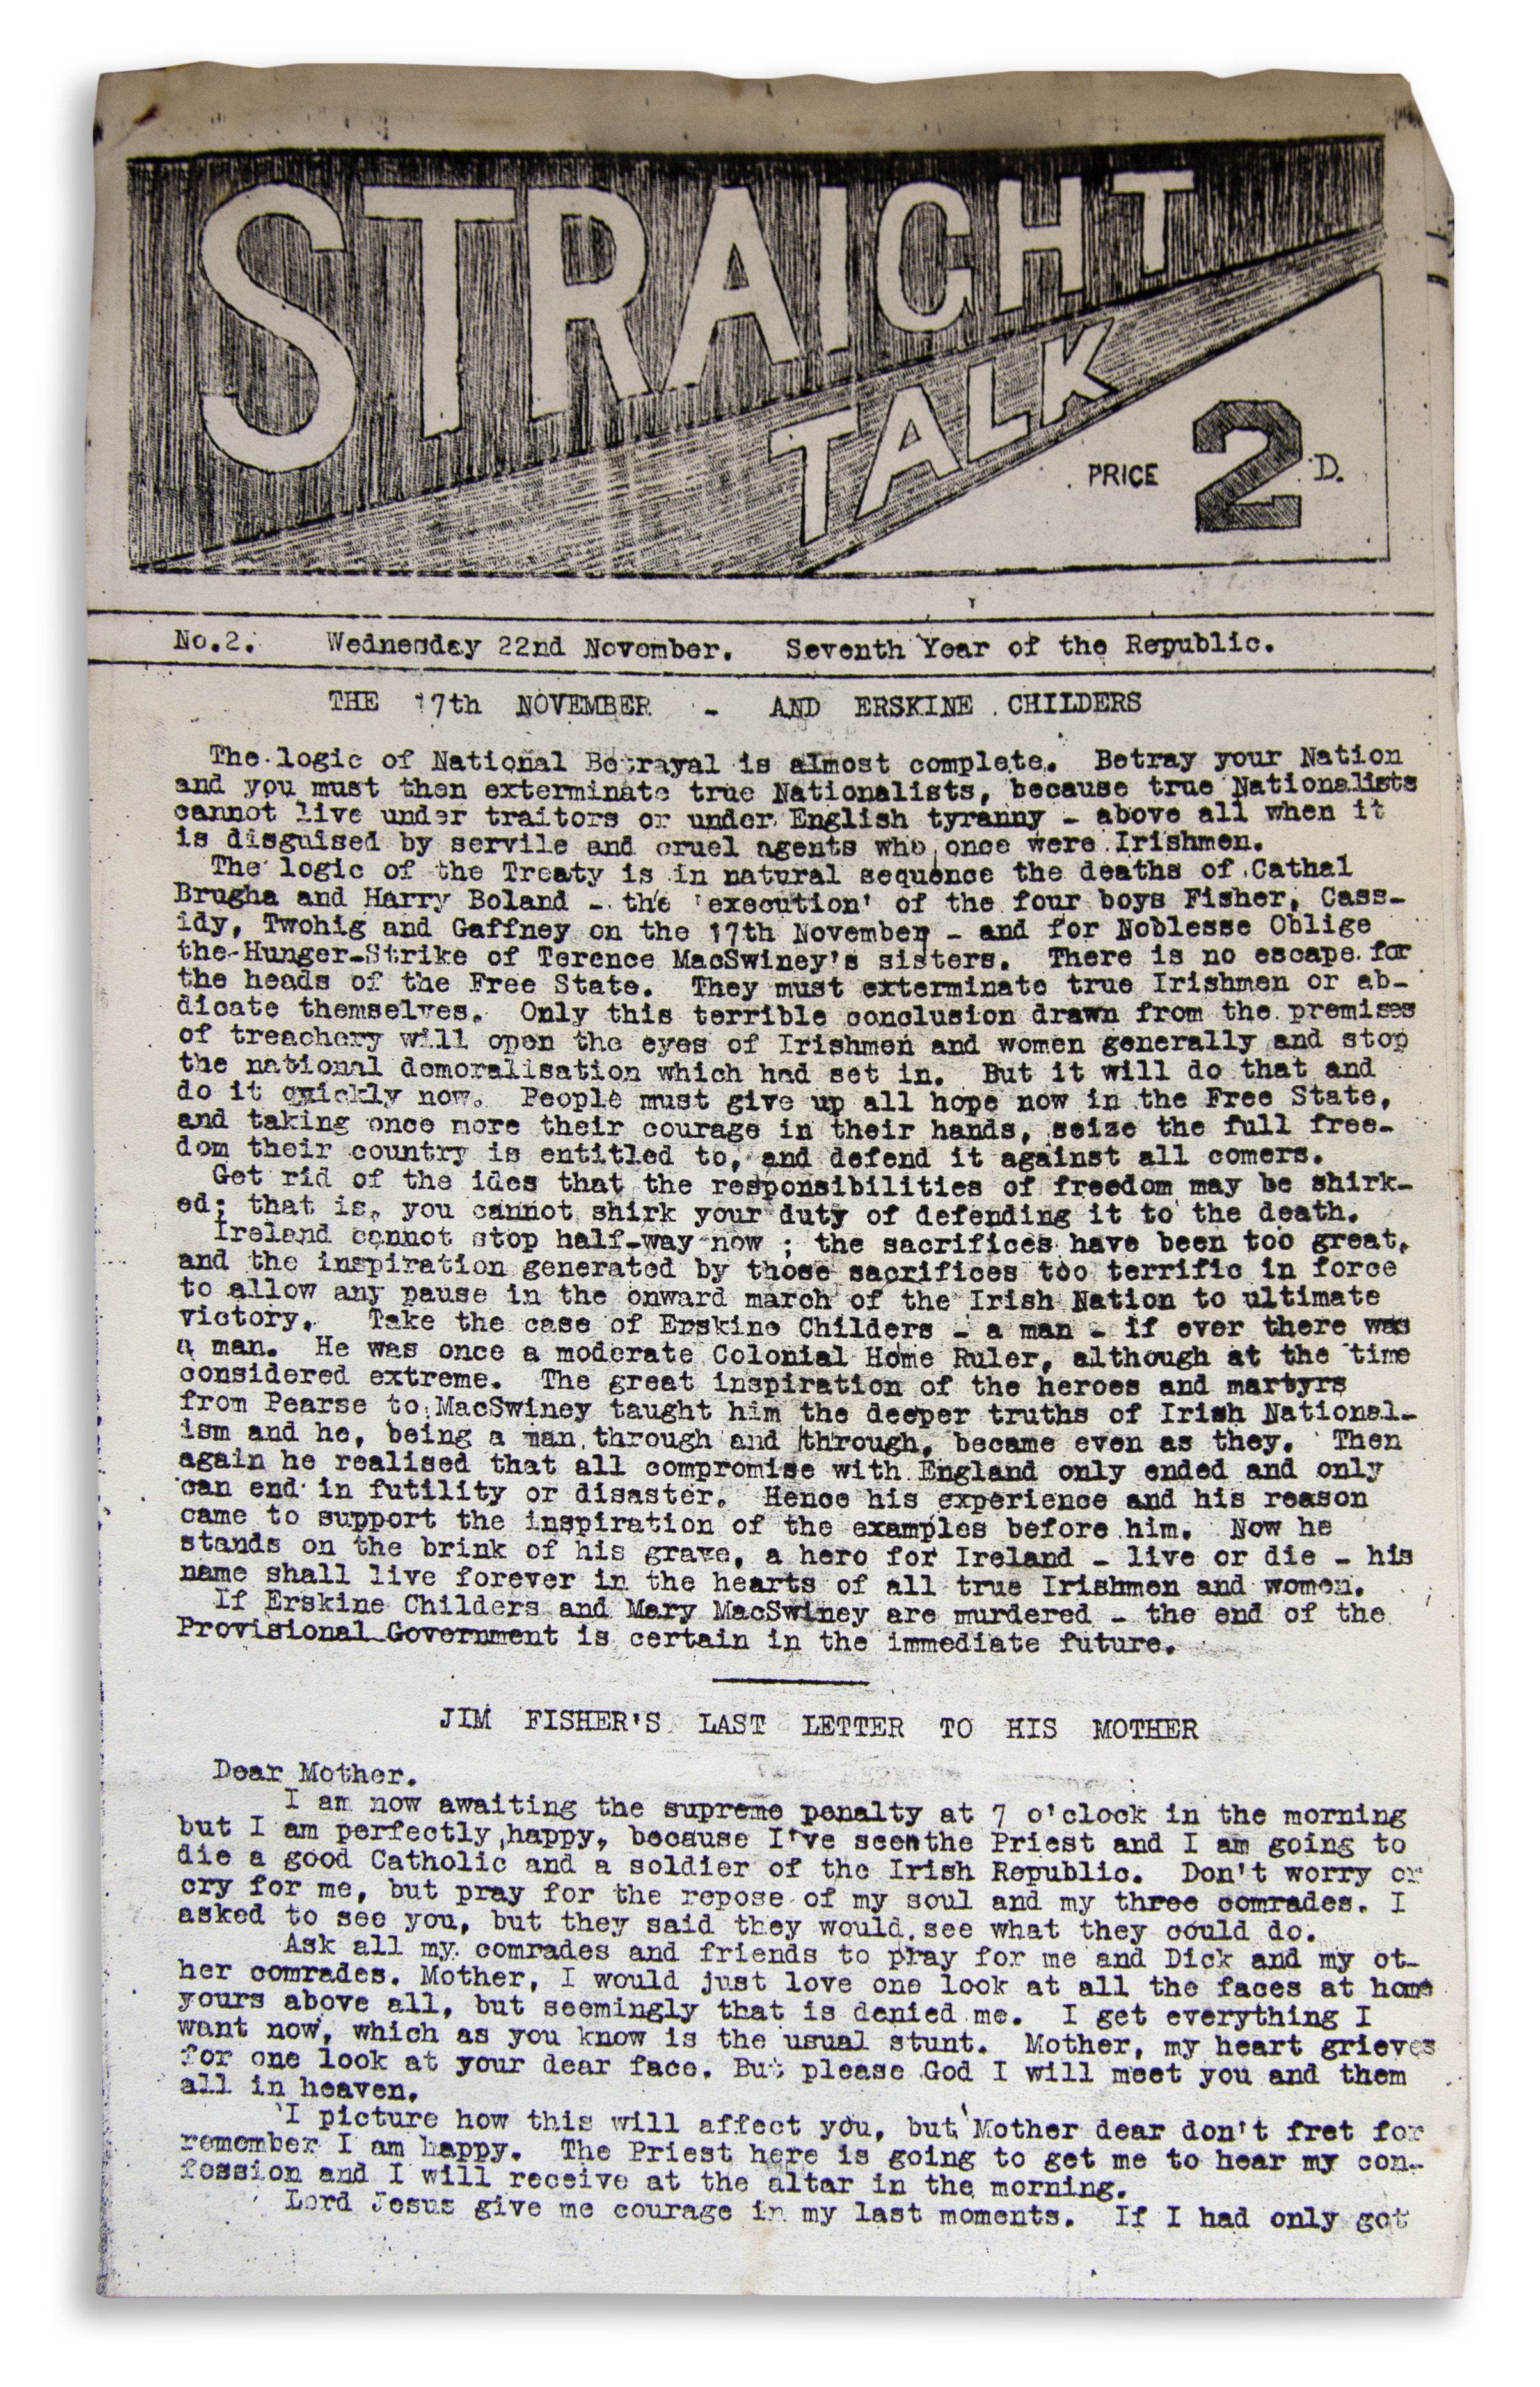 STRAIGHT
TALK
PRICE 2 D.
No.2. Wednesday 22nd November. Seventh Year of the Republic.
THE 17th NOVEMBER - AND ERSKINE CHILDERS
The logic of National Betrayal is almost complete. Betray your Nation
and you must then exterminate true Nationalists, because true Nationalists
cannot live under traitors or under English tyranny - above all when it
is disguised by servile and cruel agents who once were Irishmen.
The logic of the Treaty is in natural sequence the deaths of Cathal
Brugha and Harry Boland - the 'execution' of the four boys Fisher, Cass-
idy, Twohig and Gaffney on the 17th November - and for Noblesse Oblige
the Hunger-Strike of Terence MacSwiney's sisters. There is no escape for
the heads of the Free State. They must exterminate true Irishmen or ab-
dicate themselves. Only this terrible conclusion drawn from the premises
of treachery will open the eyes of Irishmen and women generally and stop
the national demoralisation which had set in. But it will do that and
do it quickly now. People must give up all hope now in the Free State,
and taking once more their courage in their hands, seize the full free-
dom their country is entitled to, and defend it against all comers.
Get rid of the idea that the responsibilities of freedom may be shirk-
ed; that is, you cannot shirk your duty of defending it to the death.
Ireland cannot stop half-way now ; the sacrifices have been too great,
and the inspiration generated by those sacrifices too terrific in force
to allow any pause in the onward march of the Irish Nation to ultimate
victory. Take the case of Erskine Childers - a man - if ever there was
a man. He was once a moderate Colonial Home Ruler, although at the time
considered extreme. The great inspiration of the heroes and martyrs
from Pearse to MacSwiney taught him the deeper truths of Irish National-
ism and he, being a man through and through, became even as they. Then
again he realised that all compromise with England only ended and only
can end in futility or disaster. Hence his experience and his reason
came to support the inspiration of the examples before him. Now he
stands on the brink of his grave, a hero for Ireland - live or die - his
name shall live forever in the hearts of all true Irishmen and women.
If Erskine Childers and Mary MacSwiney are murdered - the end of the
Provisional Government is certain in the immediate future.
JIM FISHER'S LAST LETTER TO HIS MOTHER
Dear Mother.
I am now awaiting the supreme penalty at 7 o'clock in the morning
but I am perfectly happy, because I've seen the Priest and I am going to
die a good Catholic and a soldier of the Irish Republic. Don't worry or
cry for me, but pray for the repose of my soul and my three comrades. I
asked to see you, but they said they would see what they could do.
Ask all my comrades and friends to pray for me and Dick and my ot-
her comrades. Mother, I would just love one look at all the faces at home
yours above all, but seemingly that is denied me. I get everything I
want now, which as you know is the usual stunt. Mother, my heart grieves
for one look at your dear face. But please God I will meet you and them
all in heaven.
I picture how this will affect you, but Mother dear don't fret for
remember I am happy. The Priest here is going to get me to hear my con-
fession and I will receive at the altar in the morning.
Lord Jesus give me courage in my last moments. If I had only got